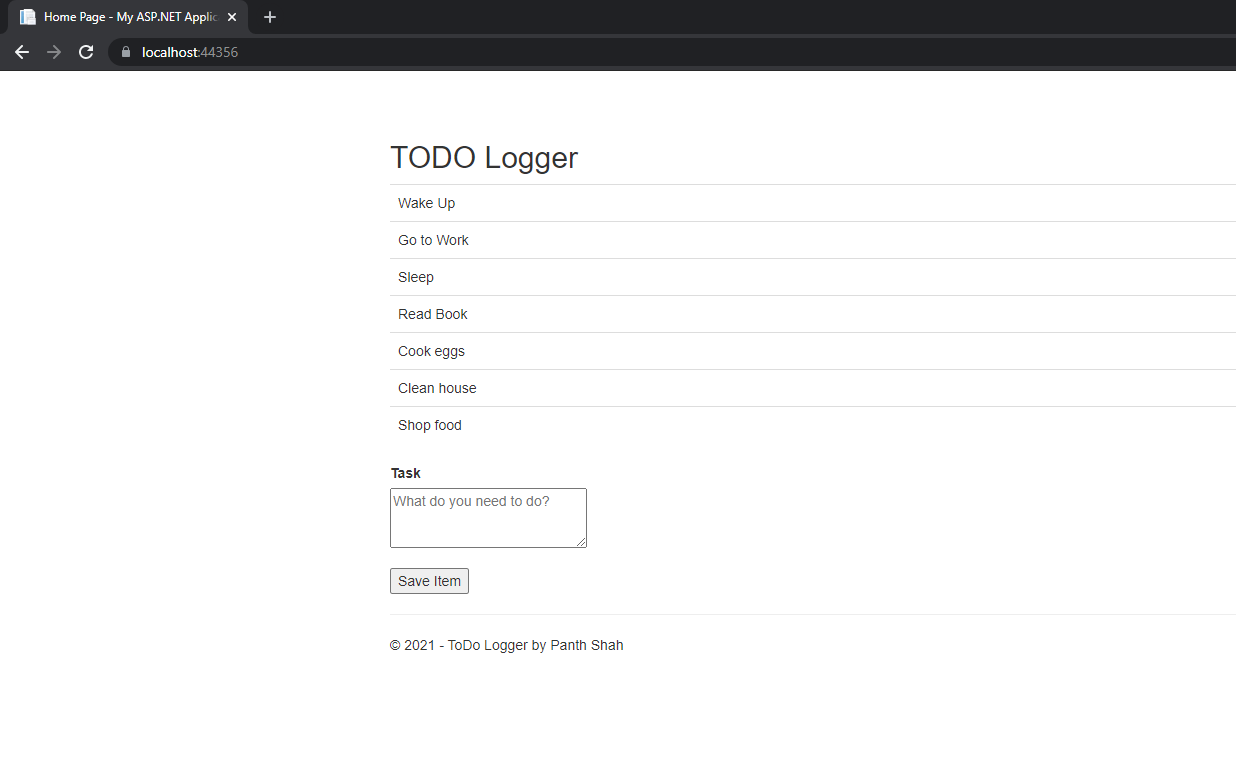 Home Page - My ASP.NET Applic
localhost:44356
TODO Logger
Wake Up
Go to Work
Sleep
Read Book
Cook eggs
Clean house
Shop food
Task
What do you need to do?
Save Item
© 2021 - ToDo Logger by Panth Shah